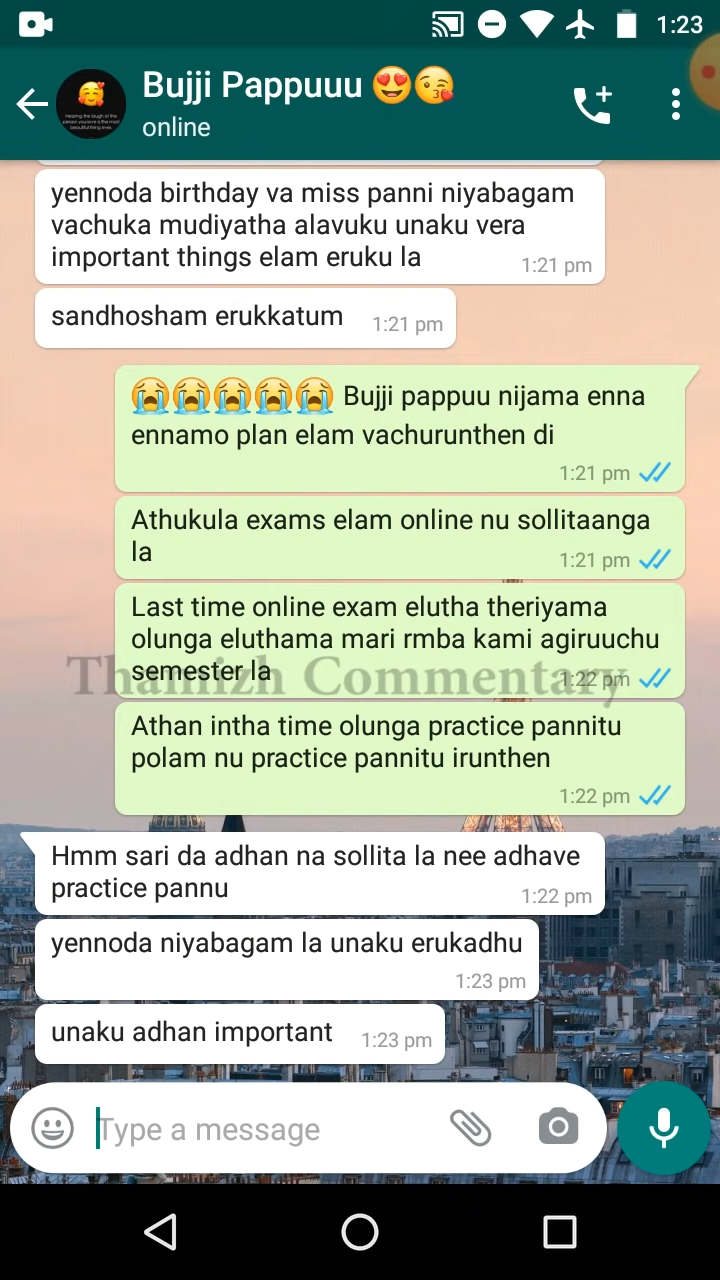 1:23
Bujji Pappuuu 😍😘
online
yennoda birthday va miss panni niyabagam
vachuka mudiyatha alavuku unaku vera
important things elam eruku la
1:21 pm
sandhosham erukkatum
1:21 pm
😭😭😭😭😭 Bujji pappuu nijama enna
ennamo plan elam vachurunthen di
1:21 pm
Athukula exams elam online nu sollitaanga
la
1:21 pm
Last time online exam elutha theriyama
olunga eluthama mari rmba kami agiruuchu
semester la
1:22 pm
Thamizh Commentary
Athan intha time olunga practice pannitu
polam nu practice pannitu irunthen
1:22 pm
Hmm sari da adhan na sollita la nee adhave
practice pannu
1:22 pm
yennoda niyabagam la unaku erukadhu
1:23 pm
unaku adhan important
1:23 pm
Type a message